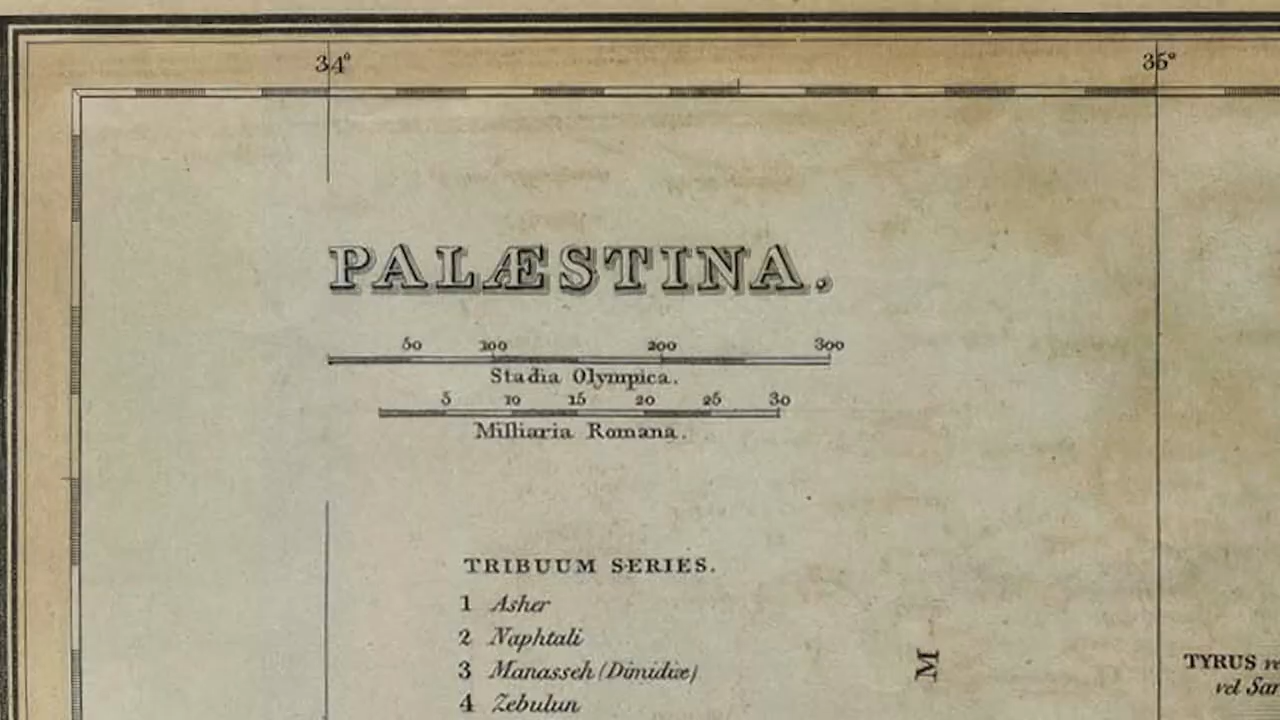 34° 35°
PALÆSTINA.
50 100 200 300
Stadia Olympica.
5 10 15 20 25 30
Milliaria Romana.
TRIBUUM SERIES.
1 Asher
2 Naphtali
3 Manasseh (Dimidiæ)
4 Zebulun
M
TYRUS
vel